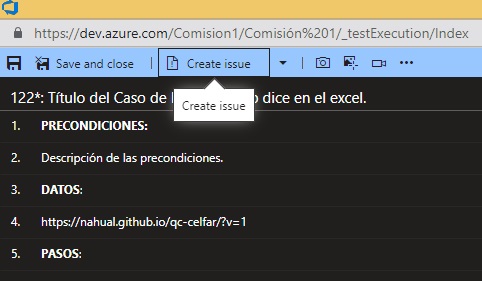 https://dev.azure.com/Comision1/Comisión%201/_testExecution/Index
Save and close Create issue
122*: Título del Caso de l o dice en el excel.
Create issue
1. PRECONDICIONES:
2. Descripción de las precondiciones.
3. DATOS:
4. https://nahual.github.io/qc-celfar/?v=1
5. PASOS: